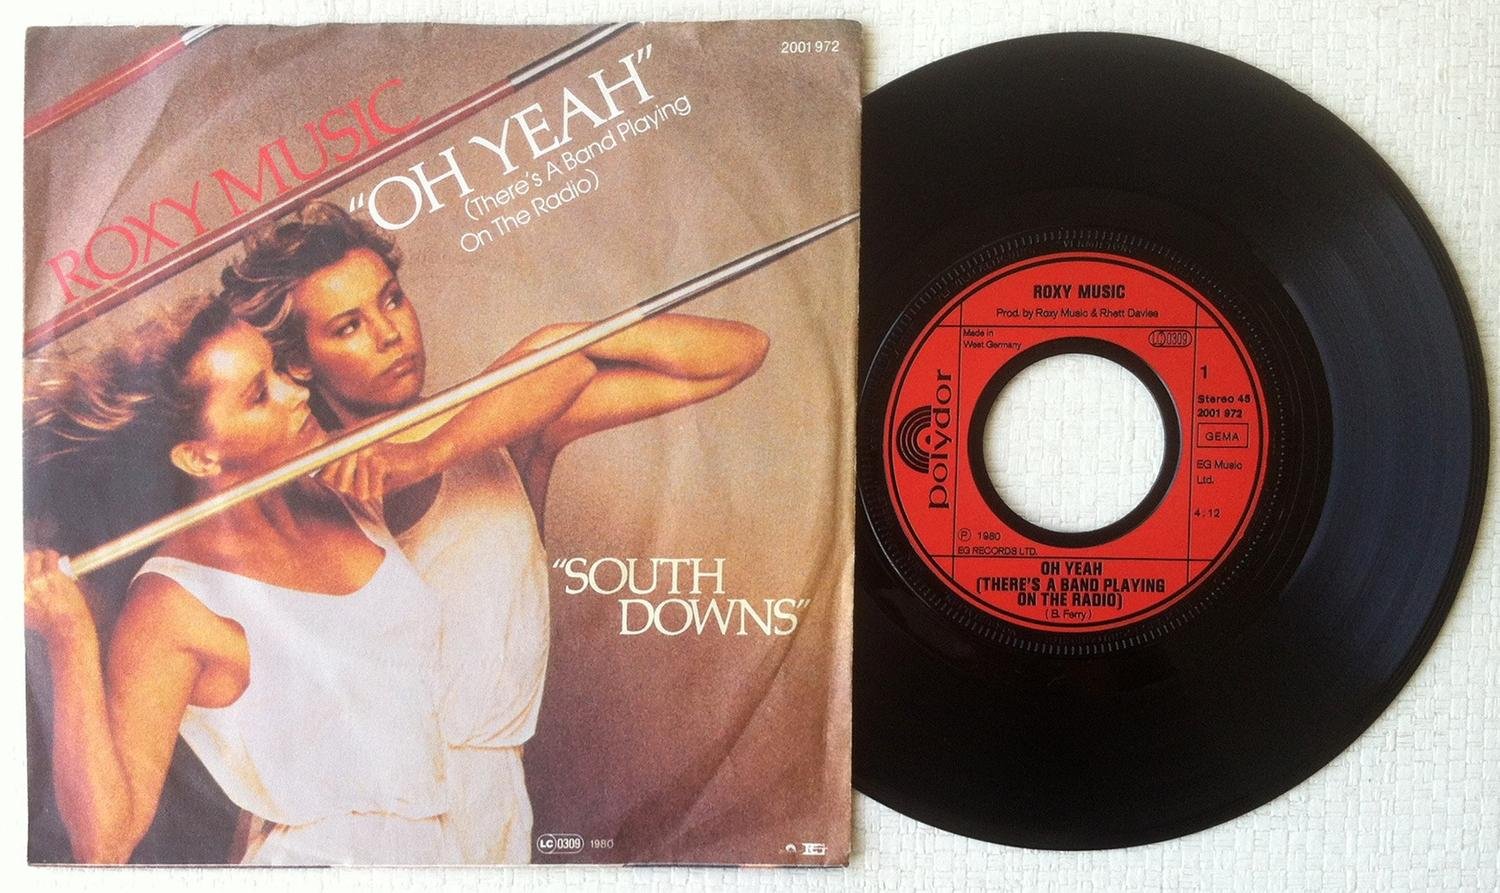 2001 972
ROXY MUSIC
"OH YEAH"
(There's A Band Playing
On The Radio)
"SOUTH
DOWNS"
LC 0309 1980
EG
ROXY MUSIC
Prod. by Roxy Music & Rhett Davies
Made in
West Germany
LC 0309
polydor
1
Stereo 45
2001 972
GEMA
EG Music
Ltd.
4:12
Ⓟ 1980
EG RECORDS LTD.
OH YEAH
(THERE'S A BAND PLAYING
ON THE RADIO)
(B. Ferry)